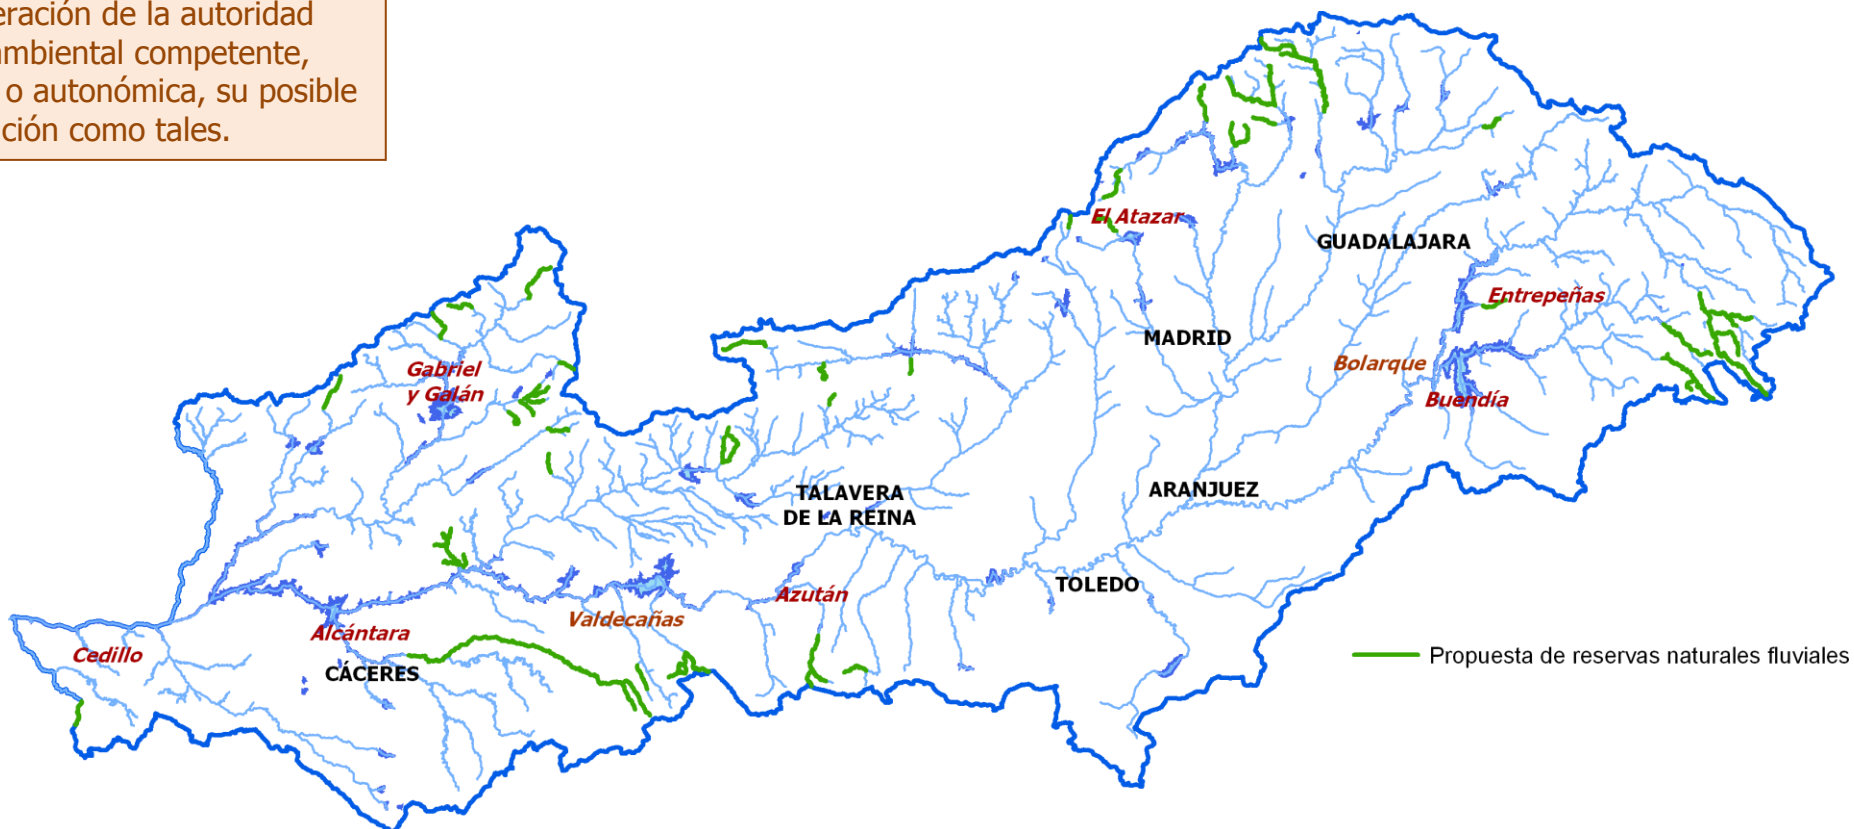 eración de la autoridad
ambiental competente,
o autonómica, su posible
ción como tales.
El Atazar
GUADALAJARA
Entrepeñas
MADRID
Bolarque
Gabriel
y Galán
Buendía
TALAVERA
DE LA REINA
ARANJUEZ
TOLEDO
Azután
Valdecañas
Alcántara
Cedillo
CÁCERES
Propuesta de reservas naturales fluviales